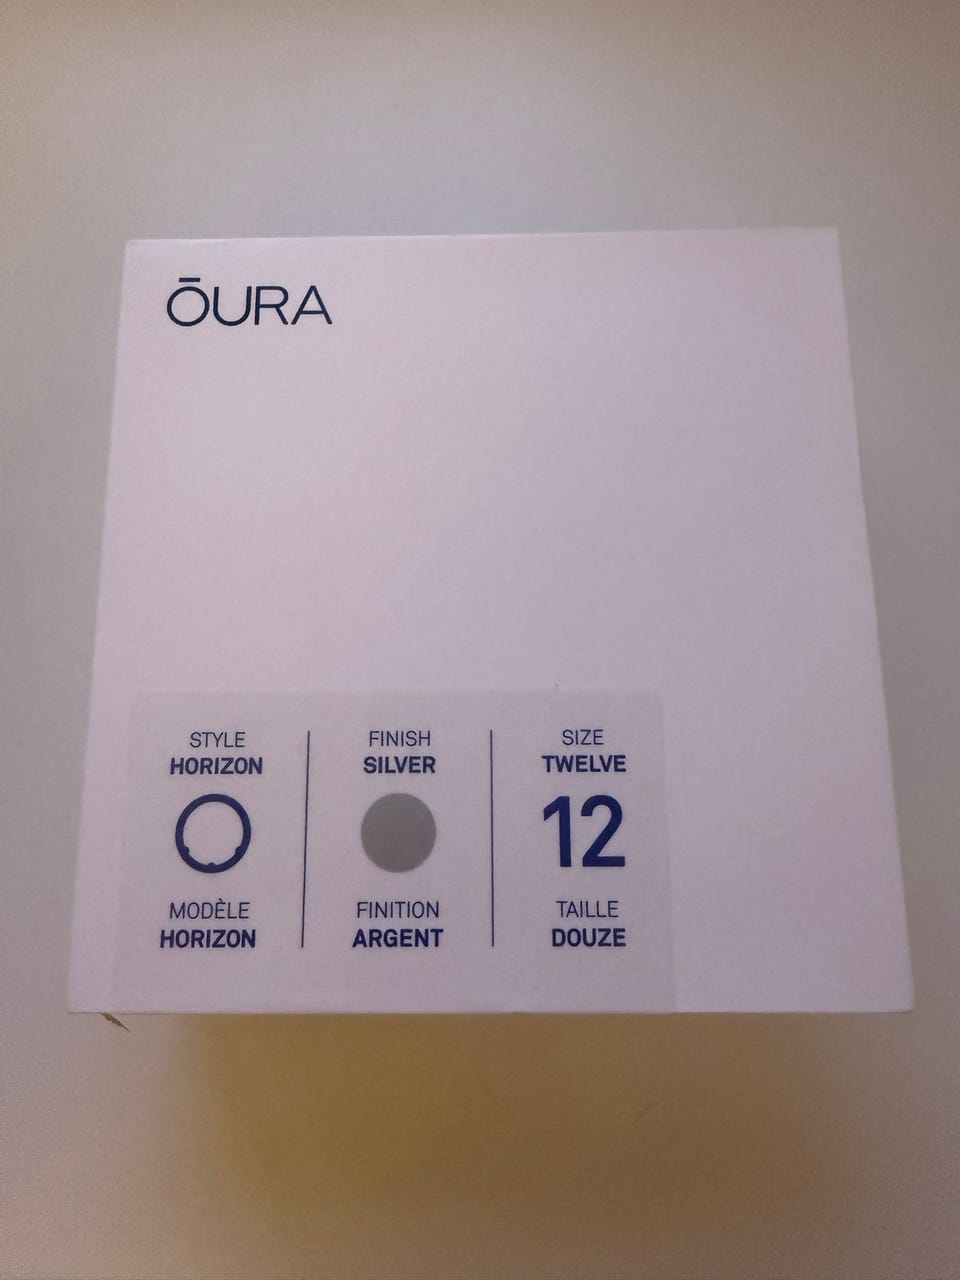 ŌURA
STYLE
HORIZON
MODÈLE
HORIZON
FINISH
SILVER
FINITION
ARGENT
SIZE
TWELVE
12
TAILLE
DOUZE